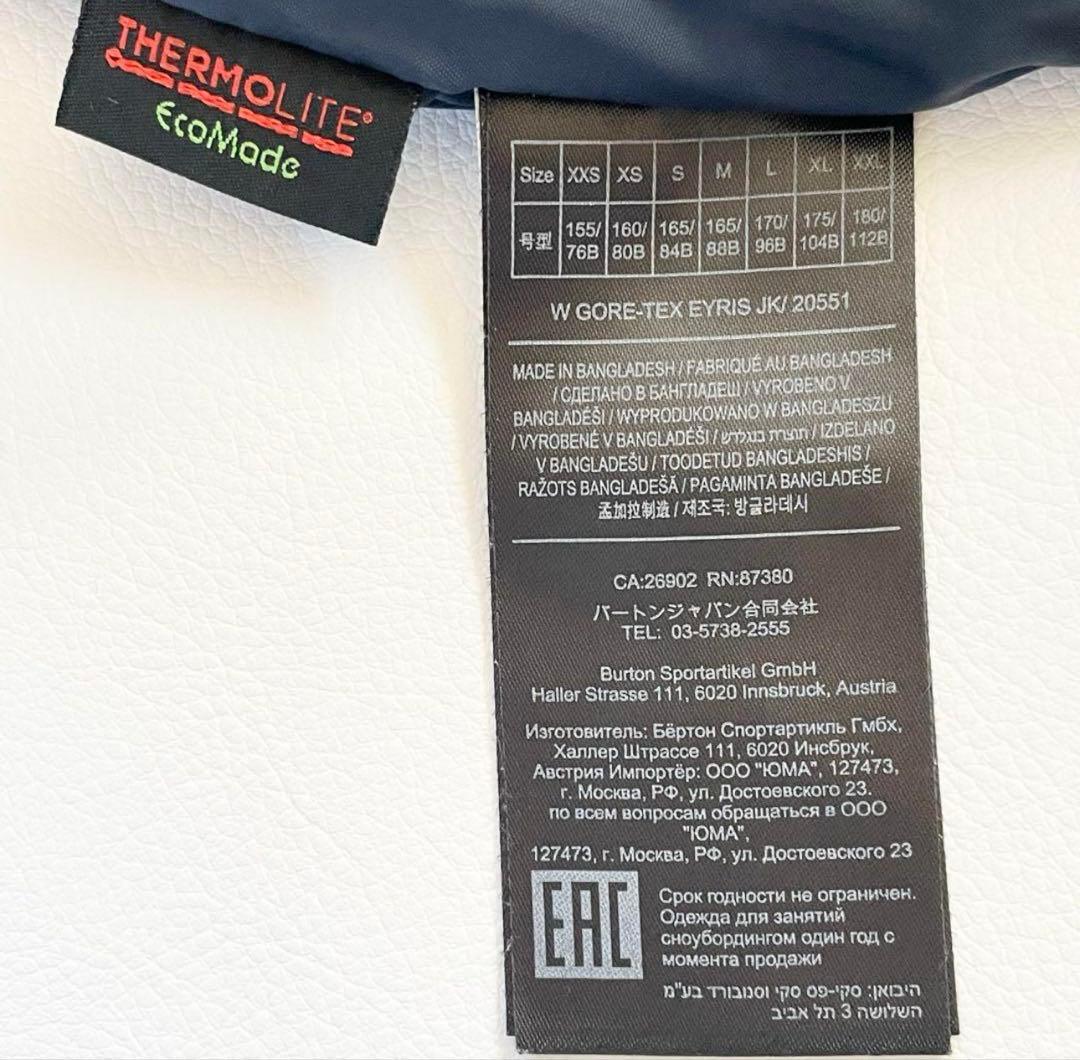 THERMOLITE®
EcoMade
Size XXS XS S M L XL XXL
号型 155/76B 160/80B 165/84B 165/88B 170/96B 175/104B 180/112B
W GORE-TEX EYRIS JK/ 20551
MADE IN BANGLADESH / FABRIQUÉ AU BANGLADESH
/ СДЕЛАНО В БАНГЛАДЕШ / VYROBENO V
BANGLADÉŠI / WYPRODUKOWANO W BANGLADESZU
/ VYROBENÉ V BANGLADÉŠI / תוצרת בנגלדש / IZDELANO
V BANGLADEŠU / TOODETUD BANGLADESHIS /
RAŽOTS BANGLADEŠĀ / PAGAMINTA BANGLADEŠE /
孟加拉制造 / 제조국: 방글라데시
CA:26902 RN:87380
バートンジャパン合同会社
TEL: 03-5738-2555
Burton Sportartikel GmbH
Haller Strasse 111, 6020 Innsbruck, Austria
Изготовитель: Бёртон Спортартикль Гмбх,
Халлер Штрассе 111, 6020 Инсбрук,
Австрия Импортёр: ООО "ЮМА", 127473,
г. Москва, РФ, ул. Достоевского 23.
по всем вопросам обращаться в ООО
"ЮМА",
127473, г. Москва, РФ, ул. Достоевского 23
EAC
Срок годности не ограничен.
Одежда для занятий
сноубордингом один год с
момента продажи
היבואן: סקי-פס סקי וסנובורד בע"מ
השלושה 3 תל אביב